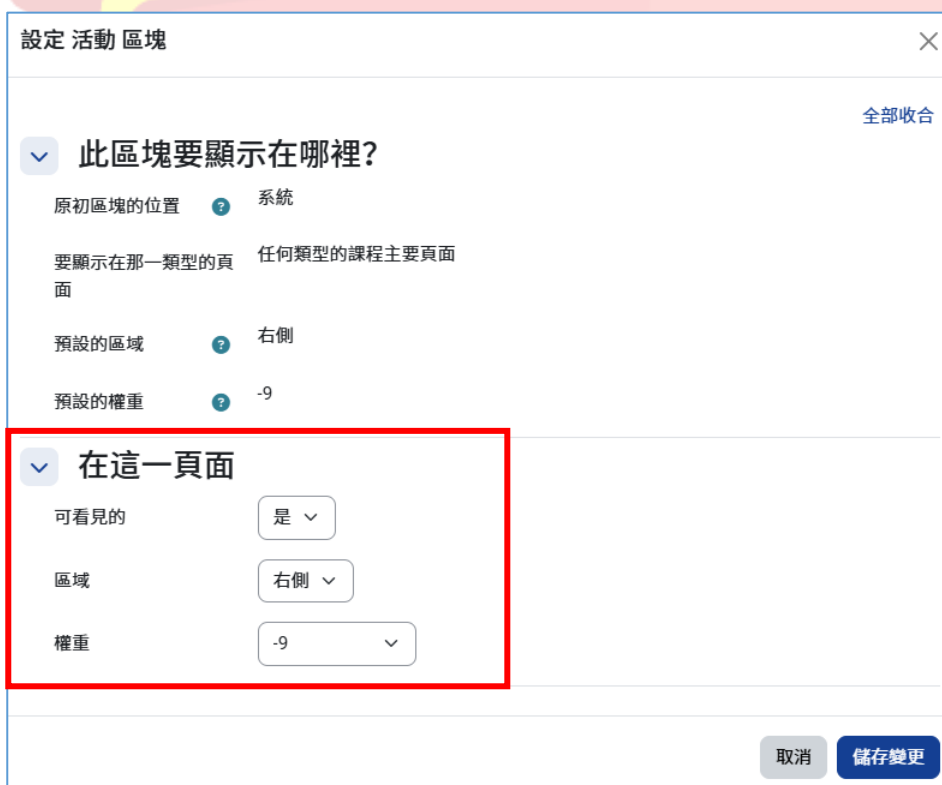 設定 活動 區塊
全部收合
此區塊要顯示在哪裡？
原初區塊的位置 ? 系統
要顯示在那一類型的頁 任何類型的課程主要頁面
面
預設的區域 ? 右側
預設的權重 ? -9
在這一頁面
可看見的 是
區域 右側
權重 -9
取消 儲存變更